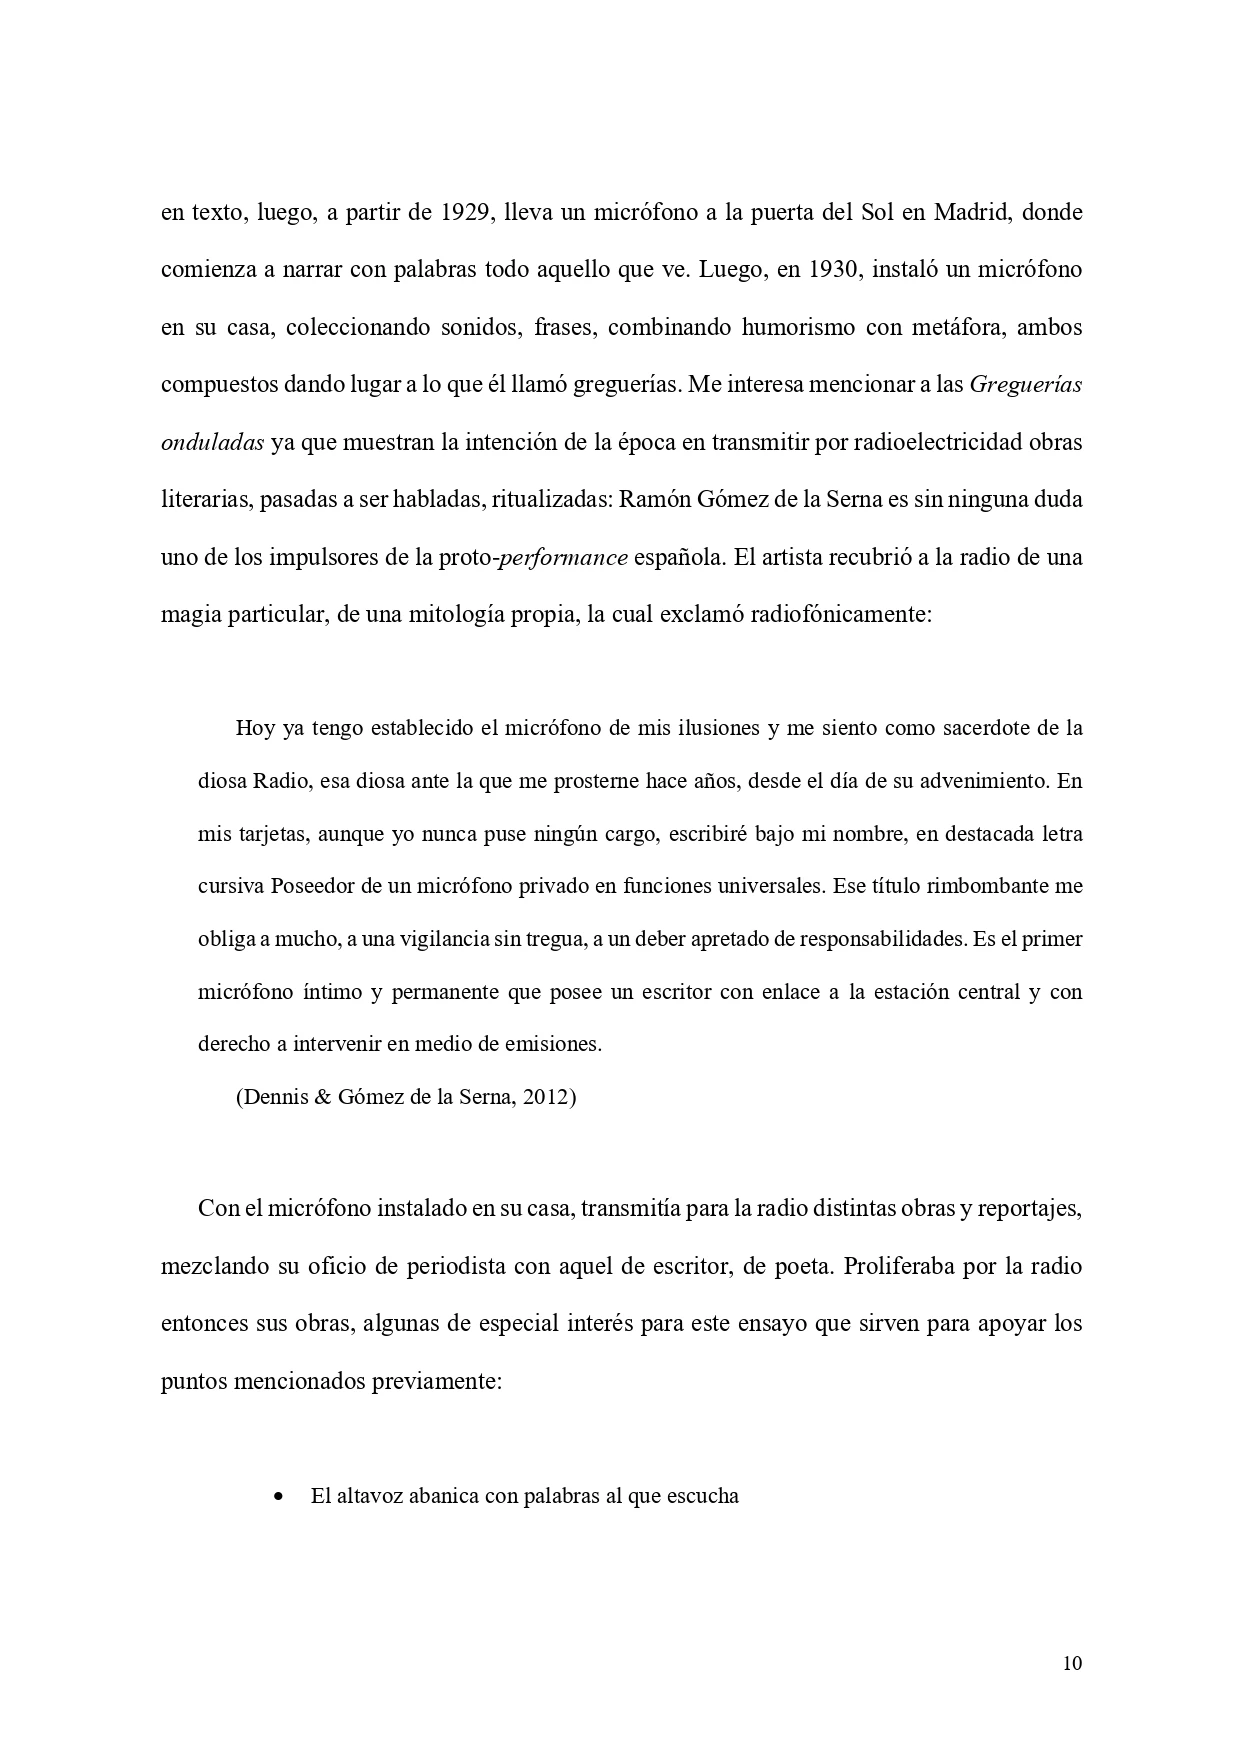 en texto, luego, a partir de 1929, lleva un micrófono a la puerta del Sol en Madrid, donde
comienza a narrar con palabras todo aquello que ve. Luego, en 1930, instaló un micrófono
en su casa, coleccionando sonidos, frases, combinando humorismo con metáfora, ambos
compuestos dando lugar a lo que él llamó greguerías. Me interesa mencionar a las Greguerías
onduladas ya que muestran la intención de la época en transmitir por radioelectricidad obras
literarias, pasadas a ser habladas, ritualizadas: Ramón Gómez de la Serna es sin ninguna duda
uno de los impulsores de la proto-performance española. El artista recubrió a la radio de una
magia particular, de una mitología propia, la cual exclamó radiofónicamente:
Hoy ya tengo establecido el micrófono de mis ilusiones y me siento como sacerdote de la
diosa Radio, esa diosa ante la que me prosterne hace años, desde el día de su advenimiento. En
mis tarjetas, aunque yo nunca puse ningún cargo, escribiré bajo mi nombre, en destacada letra
cursiva Poseedor de un micrófono privado en funciones universales. Ese título rimbombante me
obliga a mucho, a una vigilancia sin tregua, a un deber apretado de responsabilidades. Es el primer
micrófono íntimo y permanente que posee un escritor con enlace a la estación central y con
derecho a intervenir en medio de emisiones.
(Dennis & Gómez de la Serna, 2012)
Con el micrófono instalado en su casa, transmitía para la radio distintas obras y reportajes,
mezclando su oficio de periodista con aquel de escritor, de poeta. Proliferaba por la radio
entonces sus obras, algunas de especial interés para este ensayo que sirven para apoyar los
puntos mencionados previamente:
• El altavoz abanica con palabras al que escucha
10